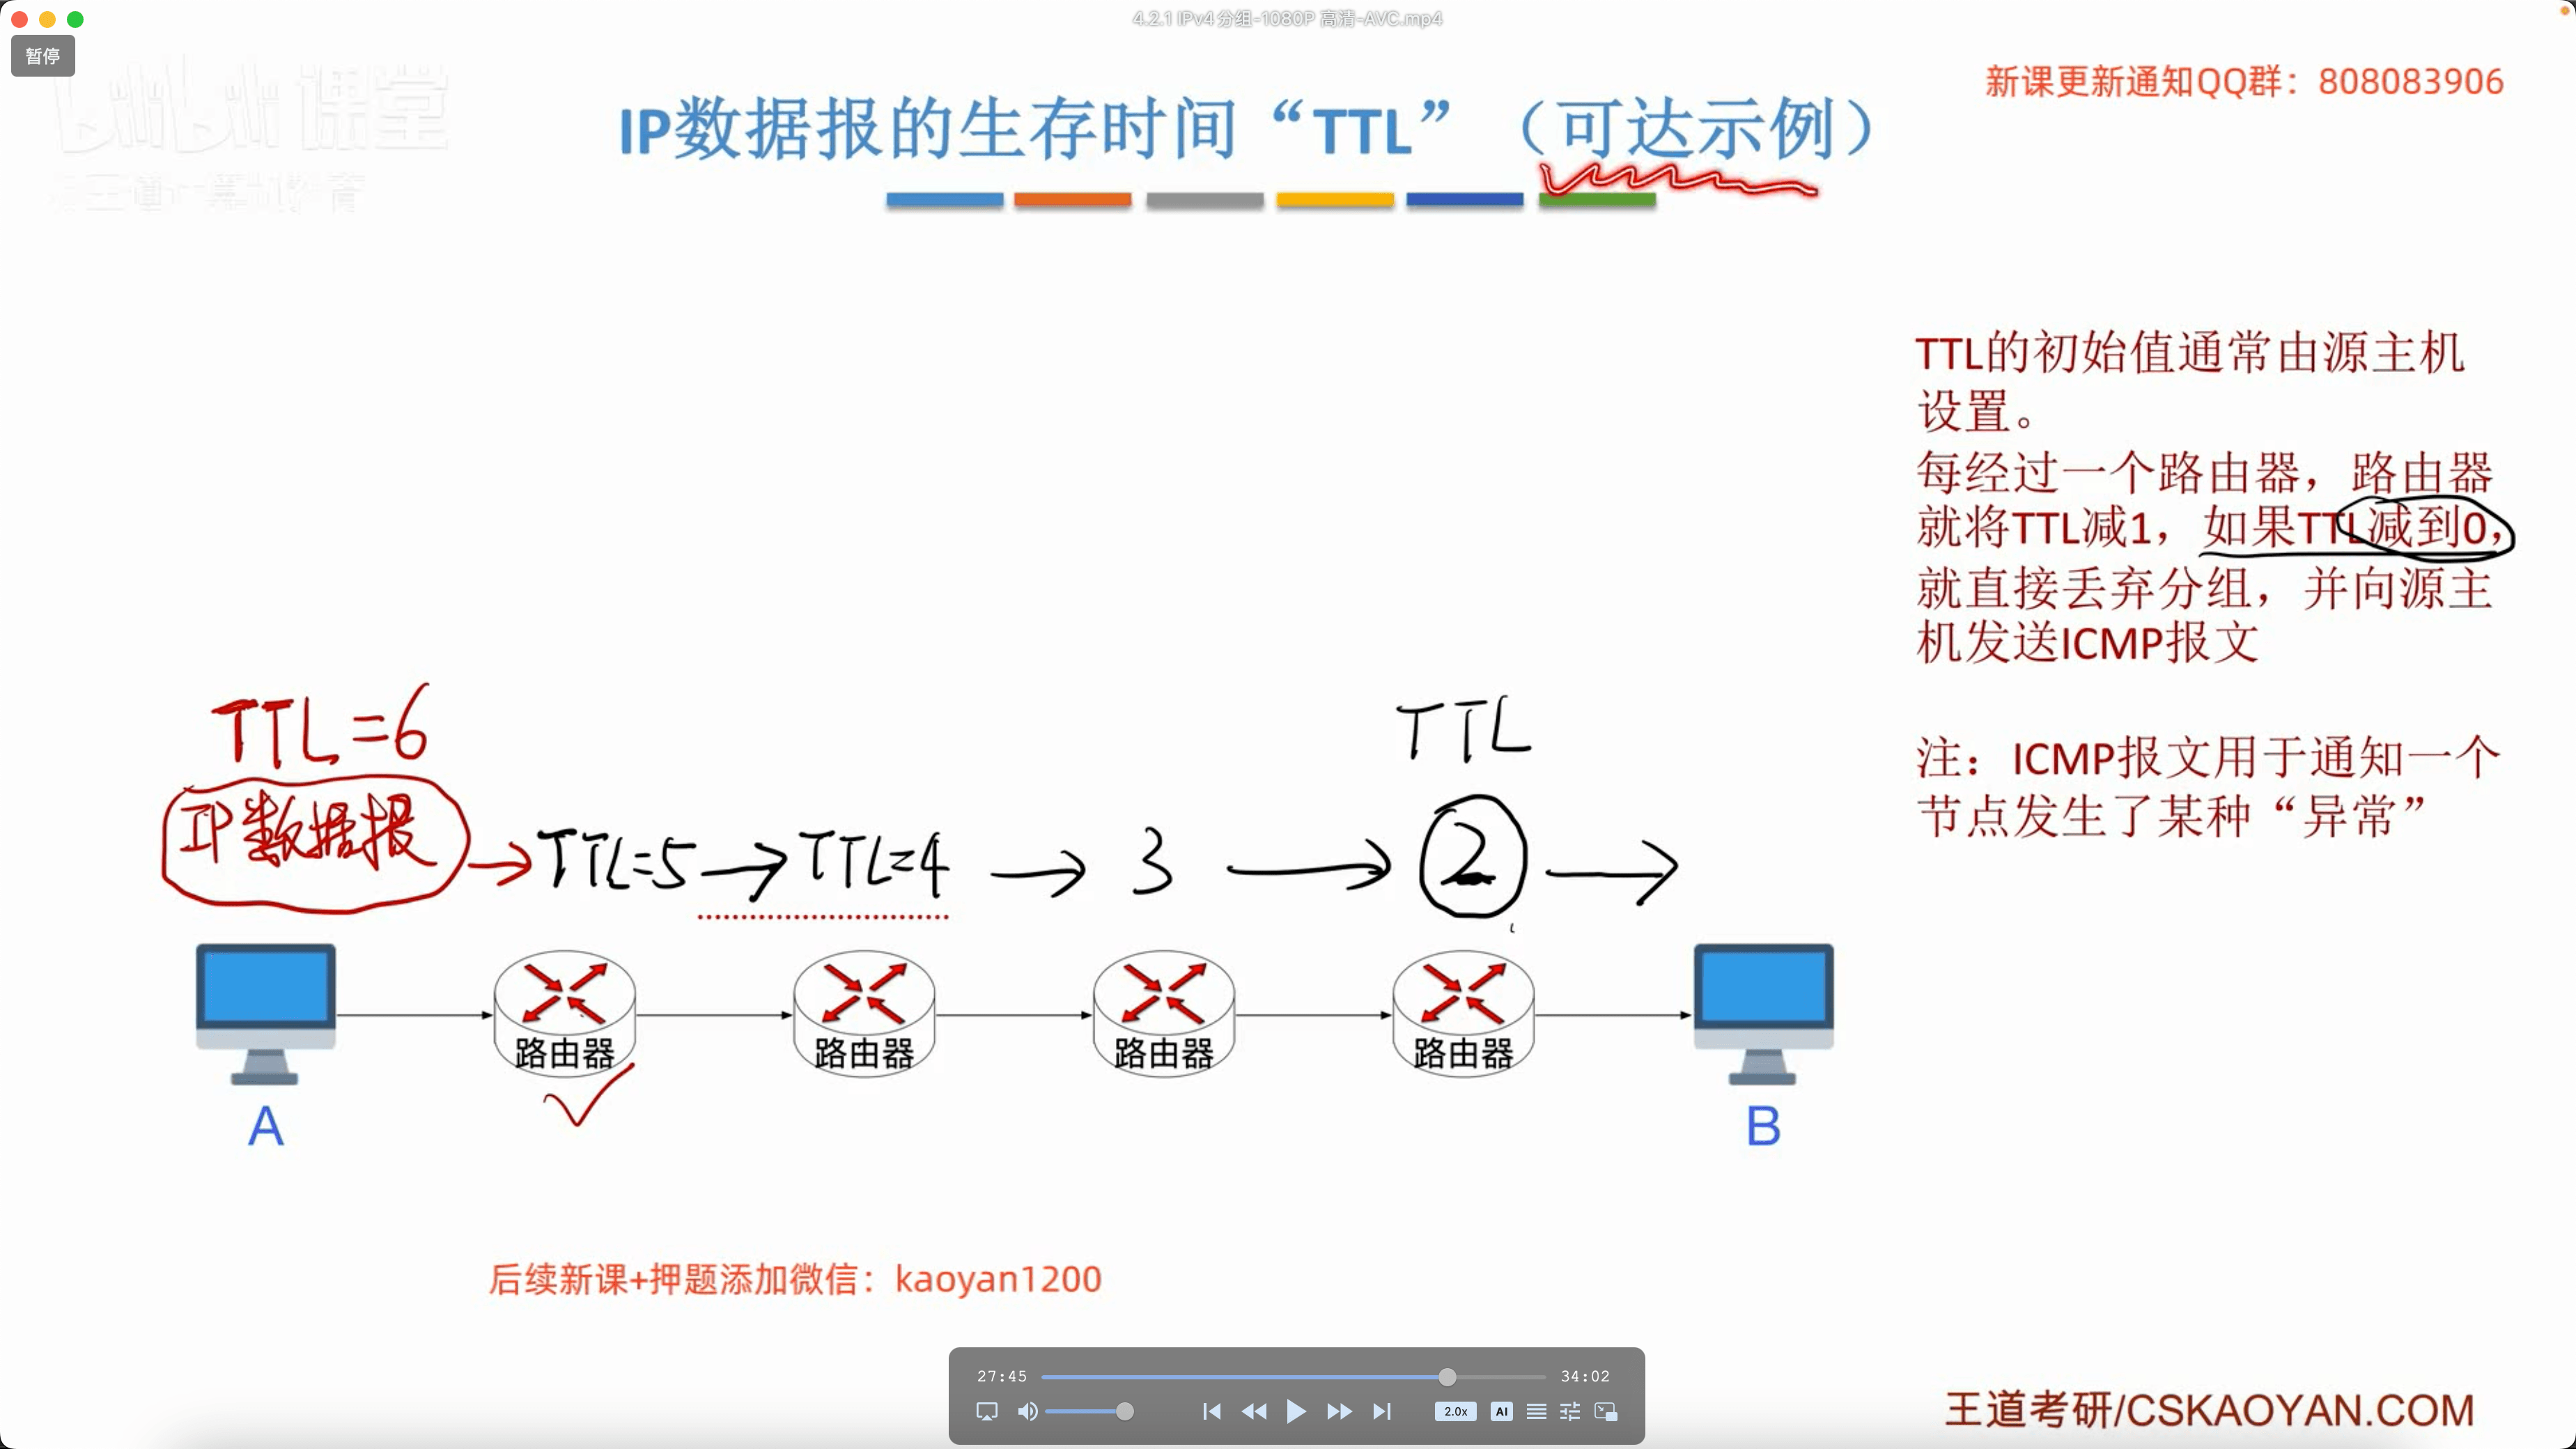 4.2.1 IPv4 分组-1080P 高清-AVC.mp4
暂停
bilibili 课堂
新课更新通知QQ群：808083906
IP数据报的生存时间“TTL”（可达示例）
TTL的初始值通常由源主机
设置。
每经过一个路由器，路由器
就将TTL减1，如果TTL减到0，
就直接丢弃分组，并向源主
机发送ICMP报文
注：ICMP报文用于通知一个
节点发生了某种“异常”
TTL=6
TTL
IP数据报
TTL=5
TTL=4
3
2
路由器
路由器
路由器
路由器
A
B
后续新课+押题添加微信：kaoyan1200
27:45
34:02
2.0x
AI
王道考研/CSKAOYAN.COM